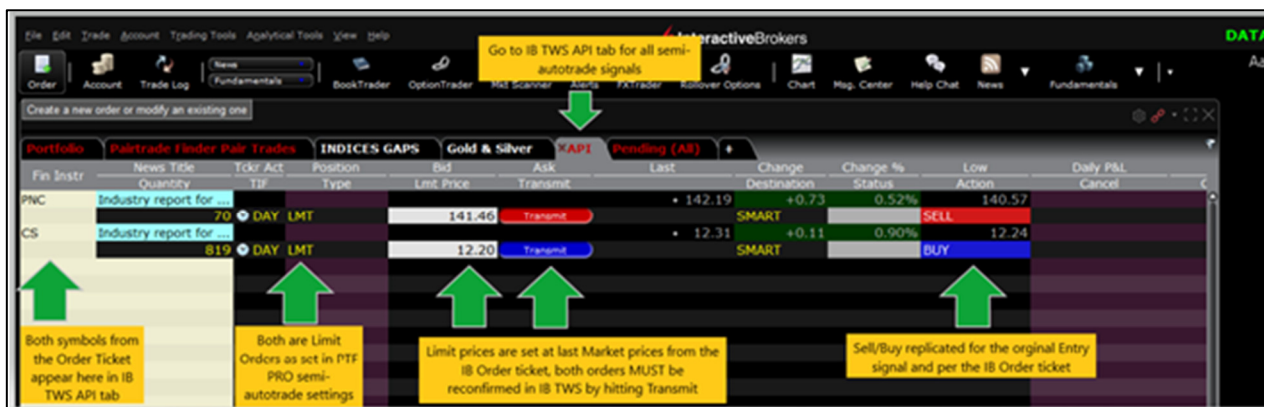 File Edit Trade Account Trading Tools Analytical Tools View Help
InteractiveBrokers
DATA
Go to IB TWS API tab for all semi-
autotrade signals
News
Fundamentals
Order Account Trade Log BookTrader OptionTrader Mkt Scanner Alerts FXTrader Rollover Options Chart Msg. Center Help Chat News Fundamentals
Aa
Create a new order or modify an existing one
Portfolio Pairtrade Finder Pair Trades INDICES GAPS Gold & Silver API Pending (All) +
Fin Instr News Title Tckr Act Position Bid Ask Last Change Change % Low Daily P&L
Quantity TIF Type Lmt Price Transmit Destination Status Action Cancel
PNC Industry report for ... 142.19 +0.73 0.52% 140.57
70 DAY LMT 141.46 Transmit SMART SELL
CS Industry report for ... 12.31 +0.11 0.90% 12.24
819 DAY LMT 12.20 Transmit SMART BUY
Both symbols from
the Order Ticket
appear here in IB
TWS API tab
Both are Limit
Orders as set in PTF
PRO semi-
autotrade settings
Limit prices are set at last Market prices from the
IB Order ticket, both orders MUST be
reconfirmed in IB TWS by hitting Transmit
Sell/Buy replicated for the orginal Entry
signal and per the IB Order ticket